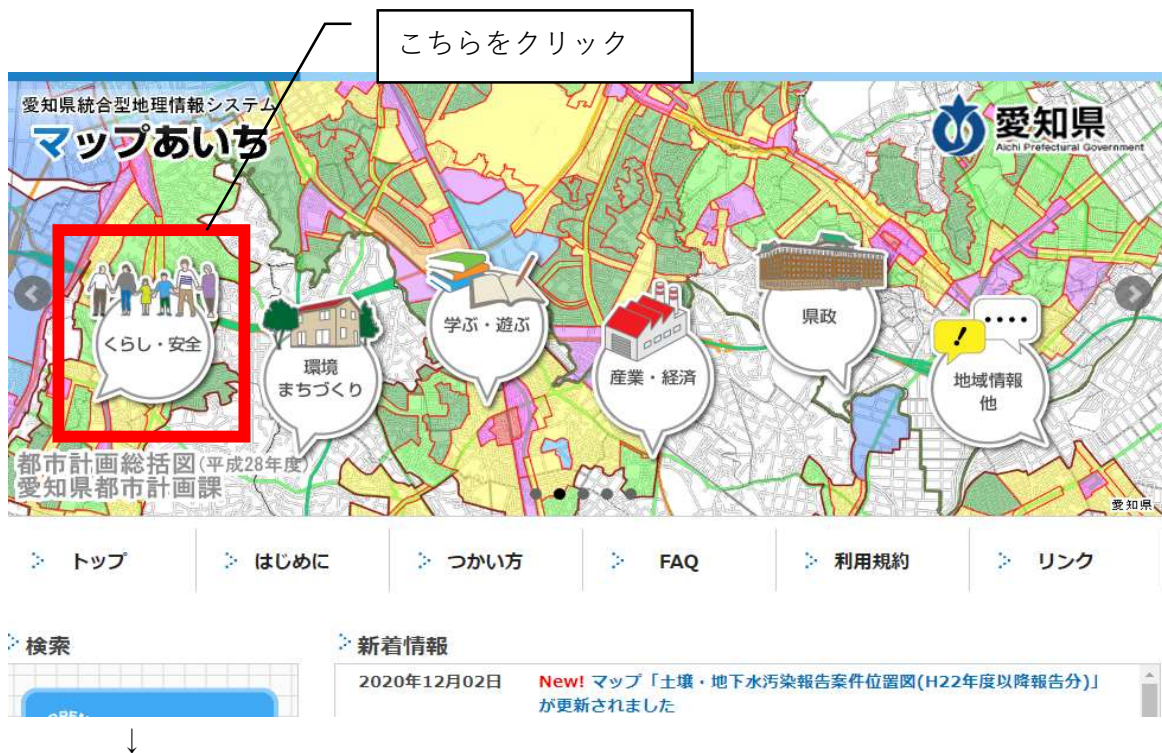 こちらをクリック
愛知県統合型地理情報システム
マップあいち
愛知県
Aichi Prefectural Government
くらし・安全
環境
まちづくり
学ぶ・遊ぶ
産業・経済
県政
地域情報
他
都市計画総括図(平成28年度)
愛知県都市計画課
愛知県
トップ
はじめに
つかい方
FAQ
利用規約
リンク
検索
新着情報
2020年12月02日 New! マップ「土壌・地下水汚染報告案件位置図(H22年度以降報告分)」
が更新されました
↓